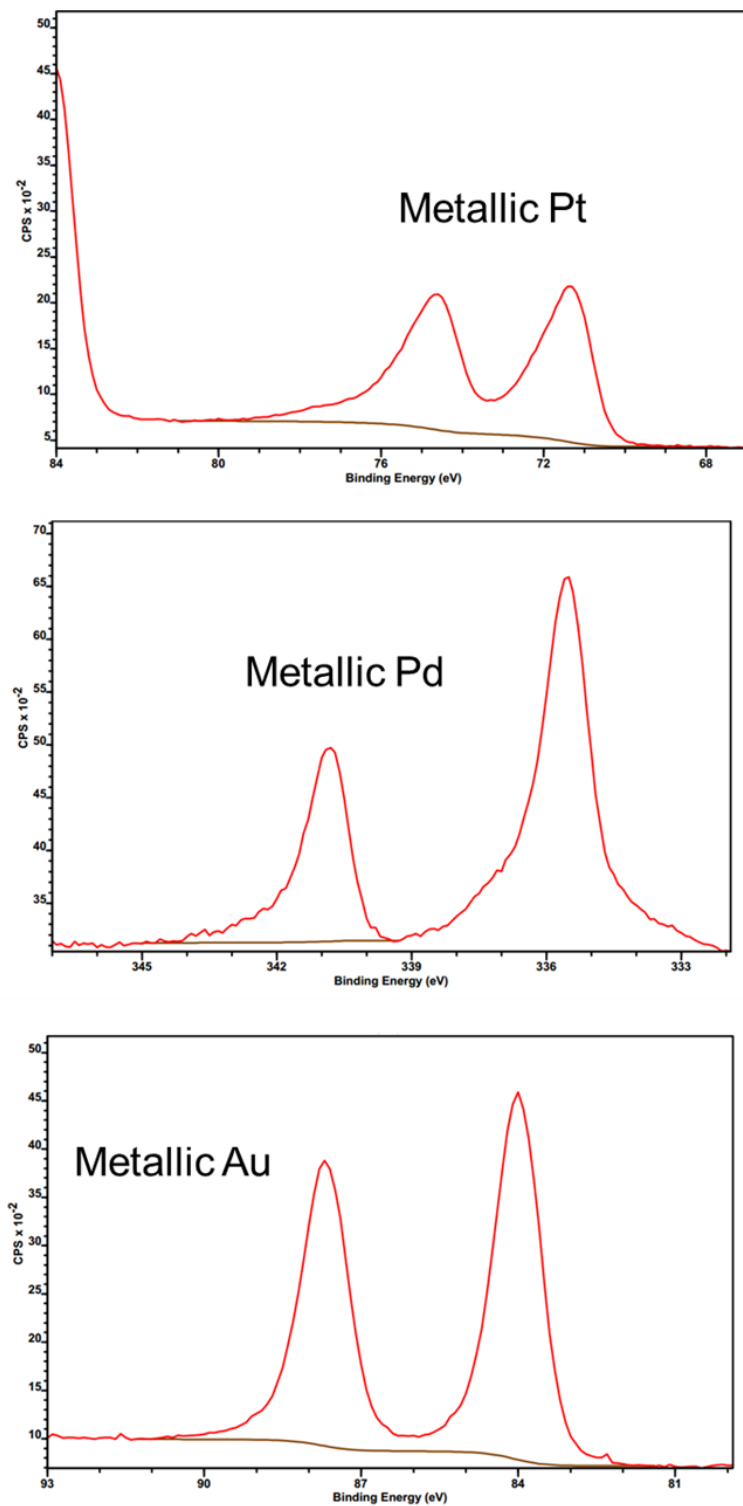 50
45
40
35
30
25
20
15
10
5
CPS x 10⁻²
Metallic Pt
84 80 76 72 68
Binding Energy (eV)
70
65
60
55
50
45
40
35
CPS x 10⁻²
Metallic Pd
345 342 339 336 333
Binding Energy (eV)
50
45
40
35
30
25
20
15
10
CPS x 10⁻²
Metallic Au
93 90 87 84 81
Binding Energy (eV)